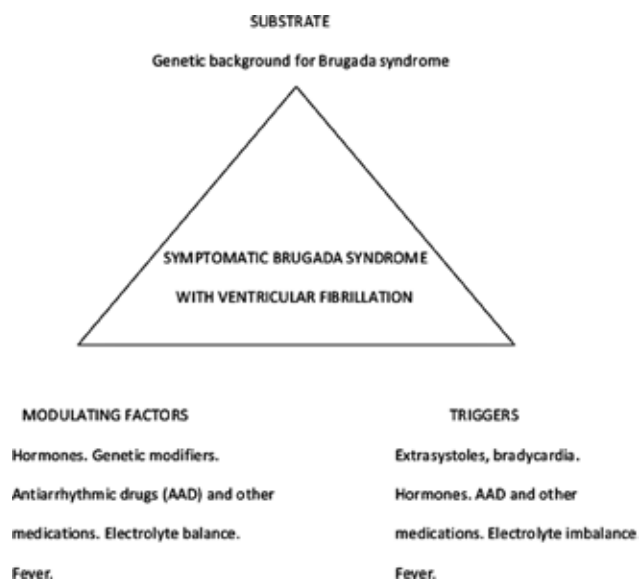 SUBSTRATE
Genetic background for Brugada syndrome
SYMPTOMATIC BRUGADA SYNDROME
WITH VENTRICULAR FIBRILLATION
MODULATING FACTORS
Hormones. Genetic modifiers.
Antiarrhythmic drugs (AAD) and other
medications. Electrolyte balance.
Fever.
TRIGGERS
Extrasystoles, bradycardia.
Hormones. AAD and other
medications. Electrolyte imbalance
Fever.